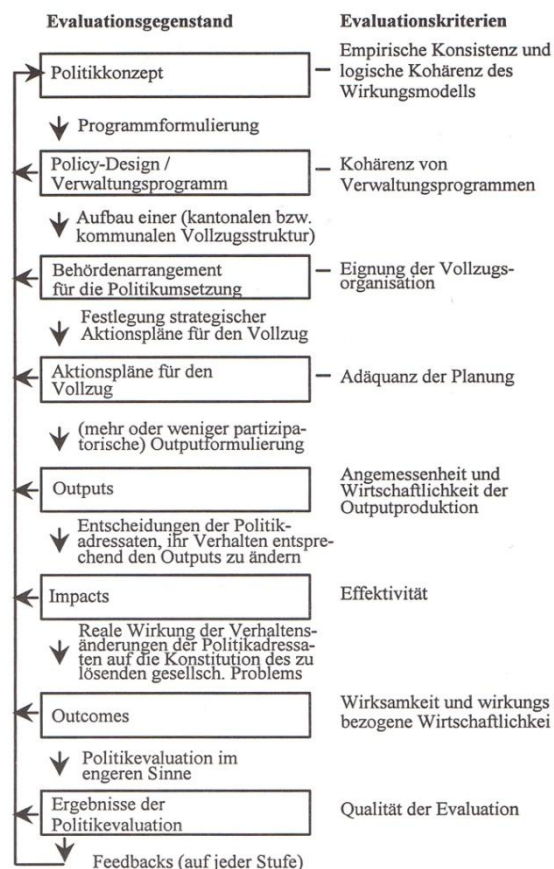 Evaluationsgegenstand
Evaluationskriterien
Politikkonzept
Empirische Konsistenz und
logische Kohärenz des
Wirkungsmodells
Programmformulierung
Policy-Design /
Verwaltungsprogramm
Kohärenz von
Verwaltungsprogrammen
Aufbau einer (kantonalen bzw.
kommunalen Vollzugsstruktur)
Behördenarrangement
für die Politikumsetzung
Eignung der Vollzugs-
organisation
Festlegung strategischer
Aktionspläne für den Vollzug
Aktionspläne für den
Vollzug
Adäquanz der Planung
(mehr oder weniger partizipa-
torische) Outputformulierung
Outputs
Angemessenheit und
Wirtschaftlichkeit der
Outputproduktion
Entscheidungen der Politik-
adressaten, ihr Verhalten entspre-
chend den Outputs zu ändern
Impacts
Effektivität
Reale Wirkung der Verhaltens-
änderungen der Politikadressa-
ten auf die Konstitution des zu
lösenden gesellsch. Problems
Outcomes
Wirksamkeit und wirkungs
bezogene Wirtschaftlichkei
Politikevaluation im
engeren Sinne
Ergebnisse der
Politikevaluation
Qualität der Evaluation
Feedbacks (auf jeder Stufe)